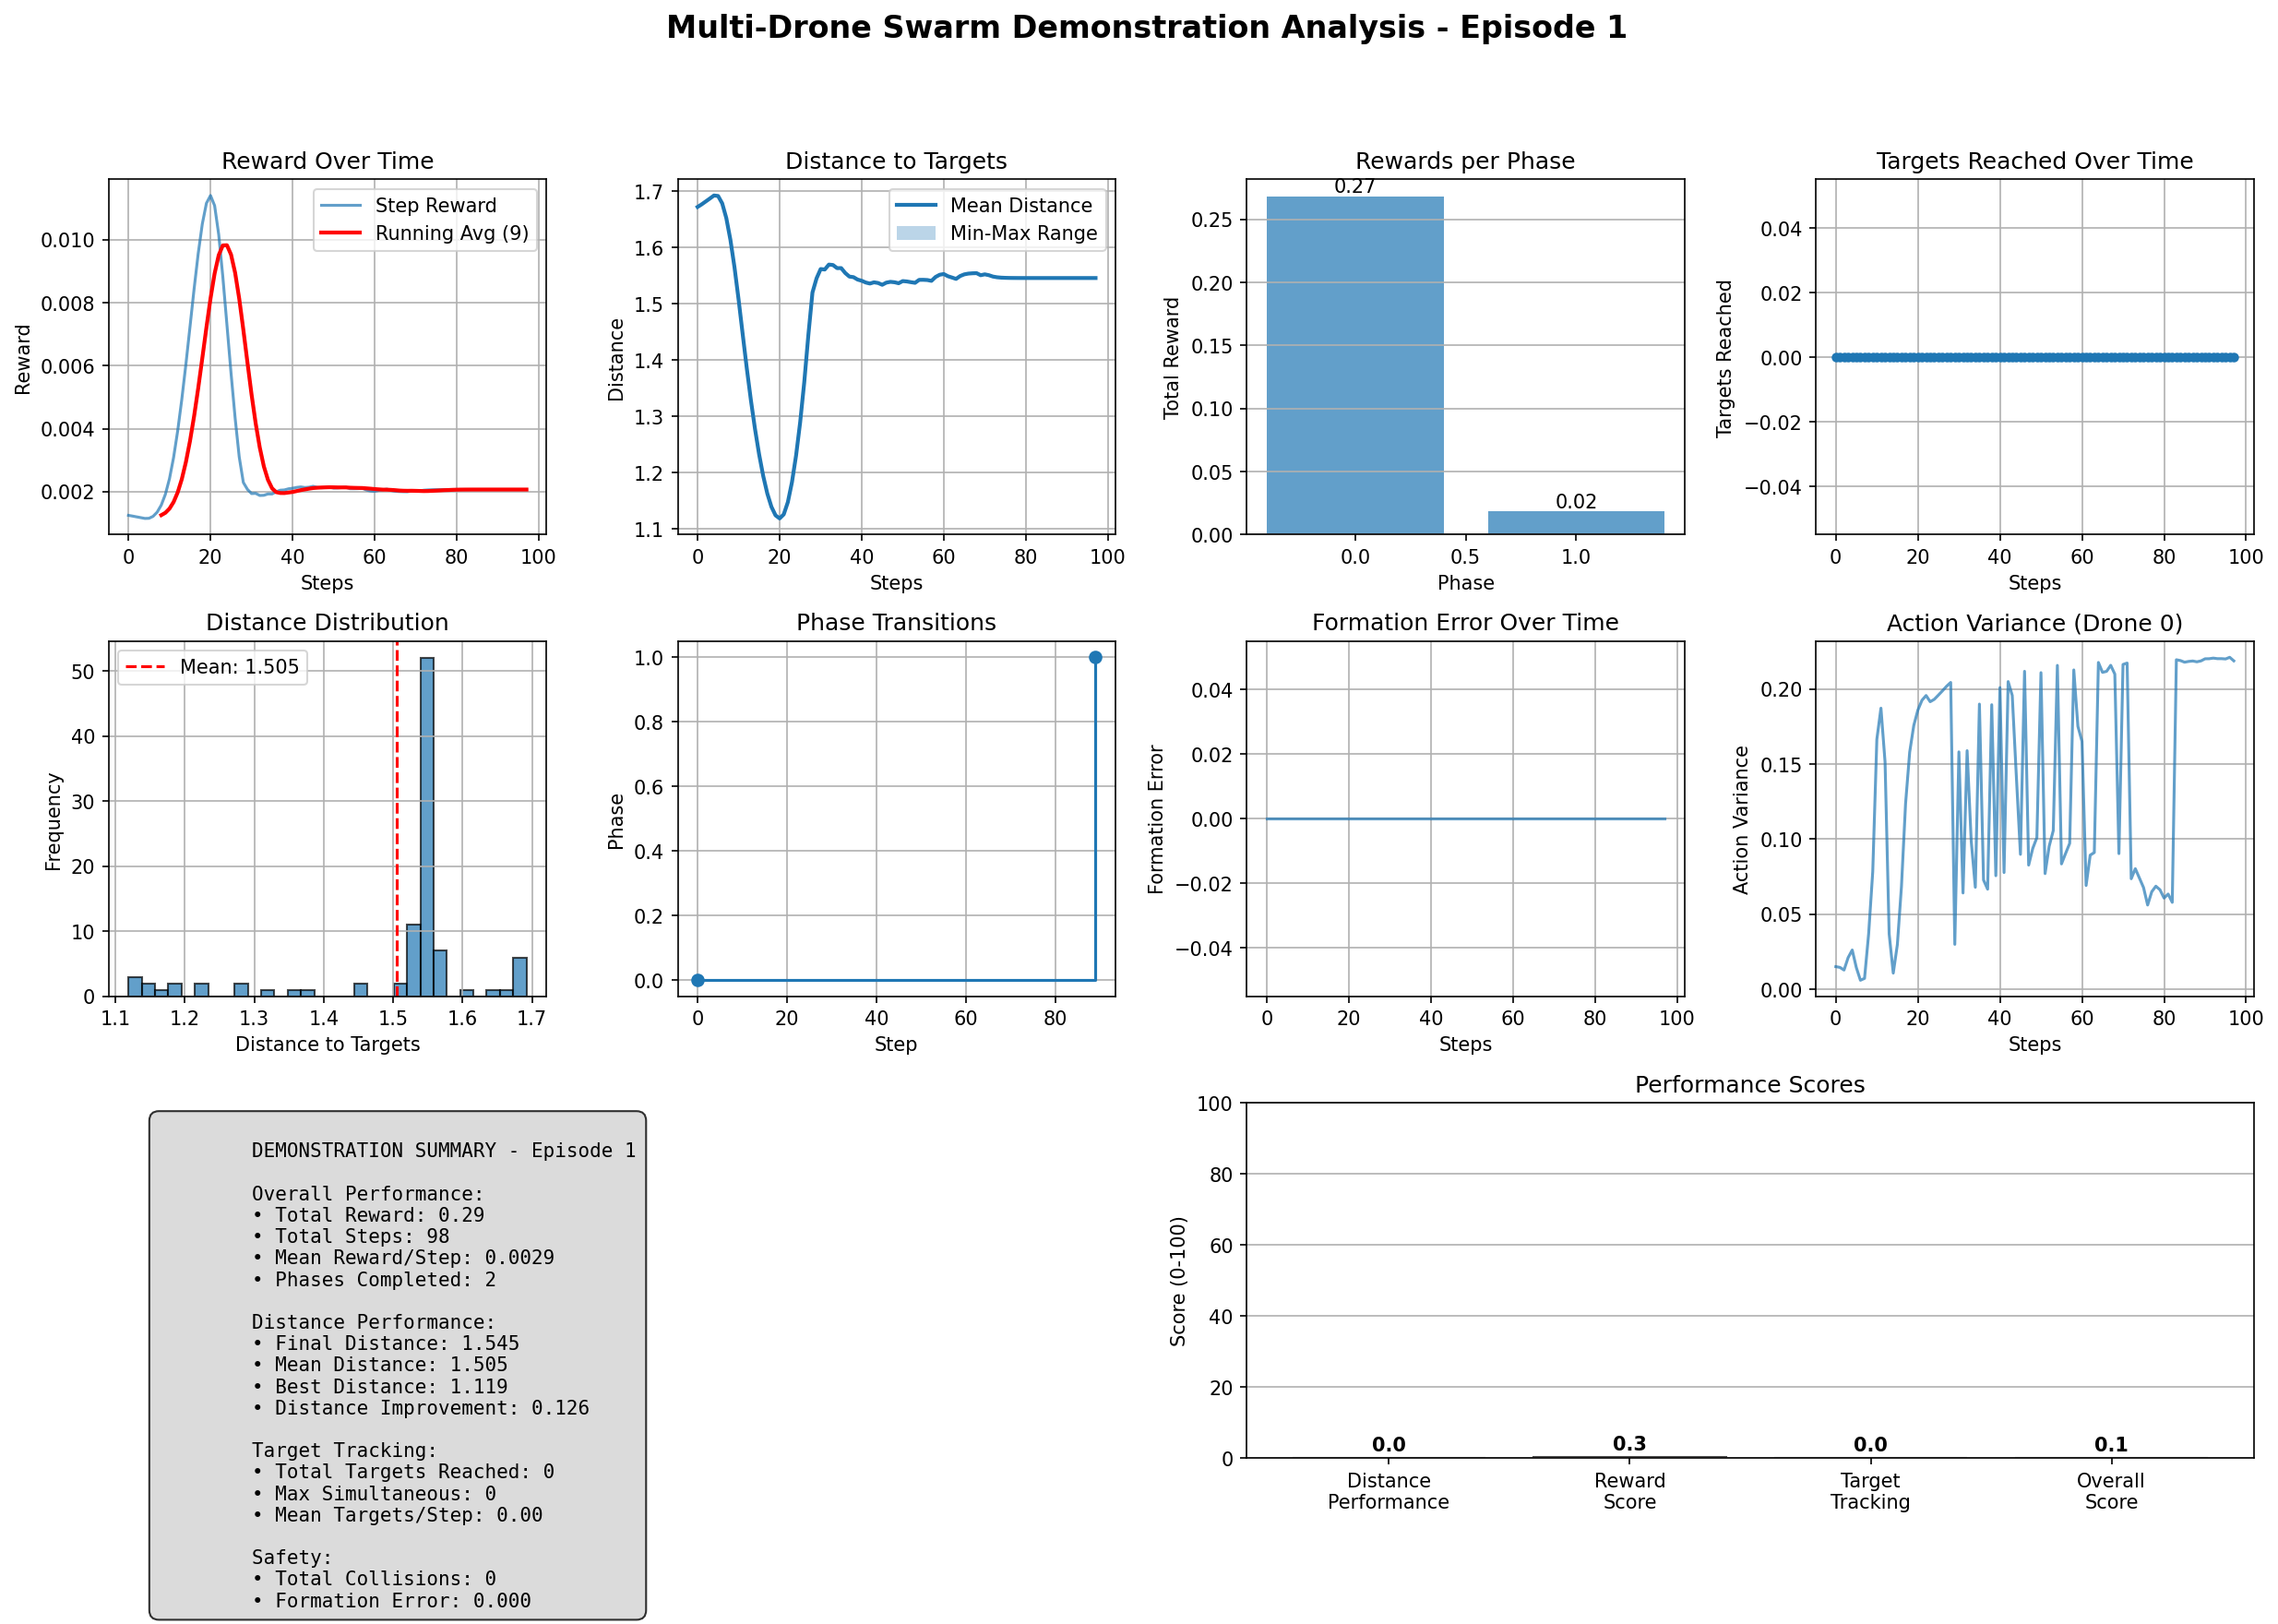 Multi-Drone Swarm Demonstration Analysis - Episode 1
Reward Over Time
Step Reward
Running Avg (9)
0.010
0.008
0.006
0.004
0.002
Reward
0 20 40 60 80 100
Steps
Distance to Targets
Mean Distance
Min-Max Range
1.7
1.6
1.5
1.4
1.3
1.2
1.1
Distance
0 20 40 60 80 100
Steps
Rewards per Phase
0.27
0.02
0.25
0.20
0.15
0.10
0.05
0.00
Total Reward
0.0 0.5 1.0
Phase
Targets Reached Over Time
0.04
0.02
0.00
−0.02
−0.04
Targets Reached
0 20 40 60 80 100
Steps
Distance Distribution
Mean: 1.505
50
40
30
20
10
0
Frequency
1.1 1.2 1.3 1.4 1.5 1.6 1.7
Distance to Targets
Phase Transitions
1.0
0.8
0.6
0.4
0.2
0.0
Phase
0 20 40 60 80
Step
Formation Error Over Time
0.04
0.02
0.00
−0.02
−0.04
Formation Error
0 20 40 60 80 100
Steps
Action Variance (Drone 0)
0.20
0.15
0.10
0.05
0.00
Action Variance
0 20 40 60 80 100
Steps
DEMONSTRATION SUMMARY - Episode 1
Overall Performance:
• Total Reward: 0.29
• Total Steps: 98
• Mean Reward/Step: 0.0029
• Phases Completed: 2
Distance Performance:
• Final Distance: 1.545
• Mean Distance: 1.505
• Best Distance: 1.119
• Distance Improvement: 0.126
Target Tracking:
• Total Targets Reached: 0
• Max Simultaneous: 0
• Mean Targets/Step: 0.00
Safety:
• Total Collisions: 0
• Formation Error: 0.000
Performance Scores
100
80
60
40
20
0
Score (0-100)
0.0 0.3 0.0 0.1
Distance
Performance
Reward
Score
Target
Tracking
Overall
Score